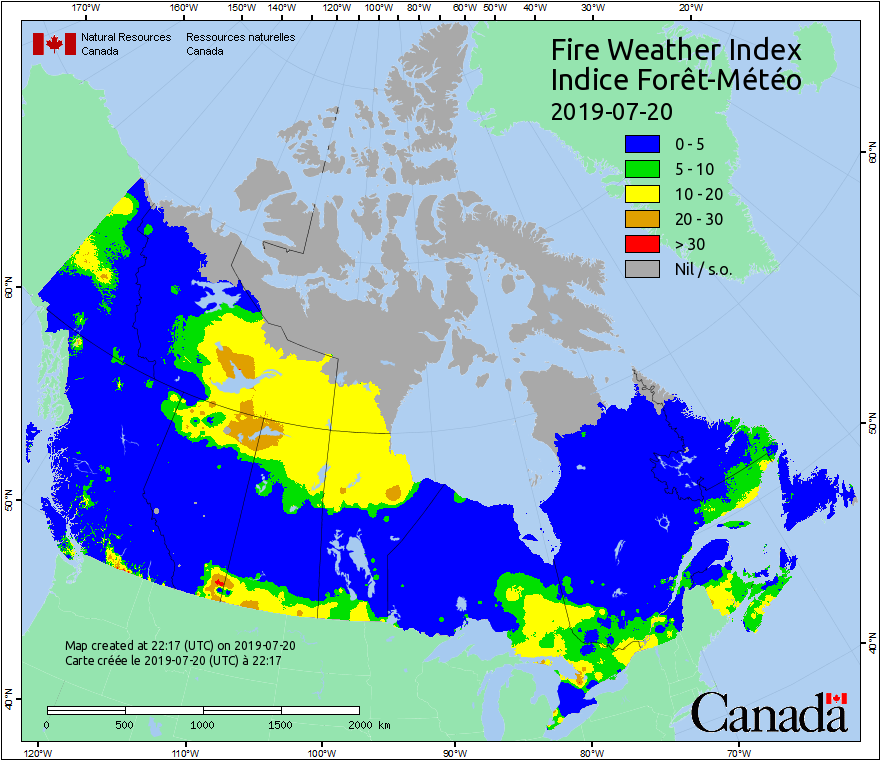 170°W 160°W 150°W 140°W 120°W 100°W 80°W 60°W 50°W 40°W 30°W 20°W
Natural Resources Ressources naturelles
Canada Canada
Fire Weather Index
Indice Forêt-Météo
2019-07-20
0 - 5
5 - 10
10 - 20
20 - 30
> 30
Nil / s.o.
60°N
60°N
50°N
50°N
40°N
40°N
Map created at 22:17 (UTC) on 2019-07-20
Carte créée le 2019-07-20 (UTC) à 22:17
0 500 1000 1500 2000 km
Canada
120°W 110°W 100°W 90°W 80°W 70°W